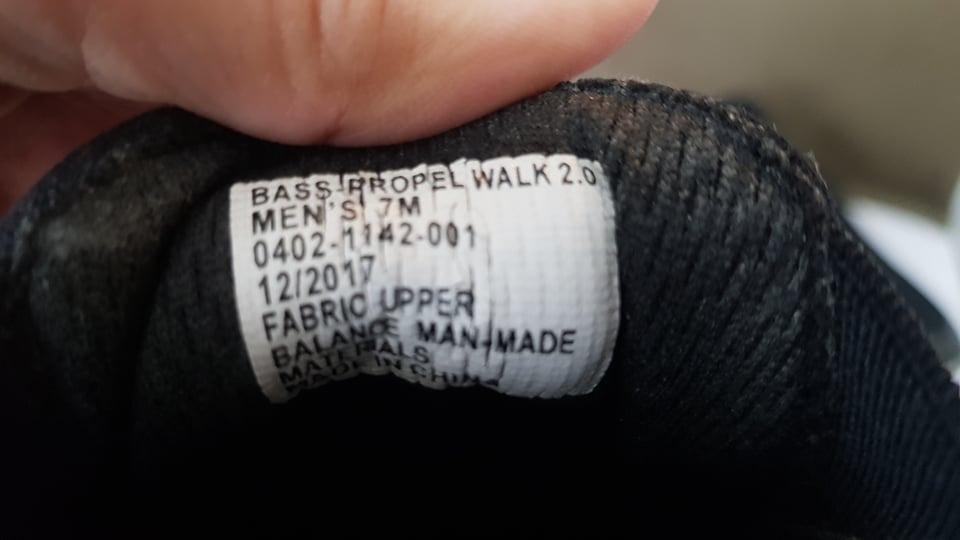 BASS-PROPEL WALK 2.0
MEN'S 7M
0402-1142-001
12/2017
FABRIC UPPER
BALANCE MAN-MADE
MATERIALS
MADE IN CHINA